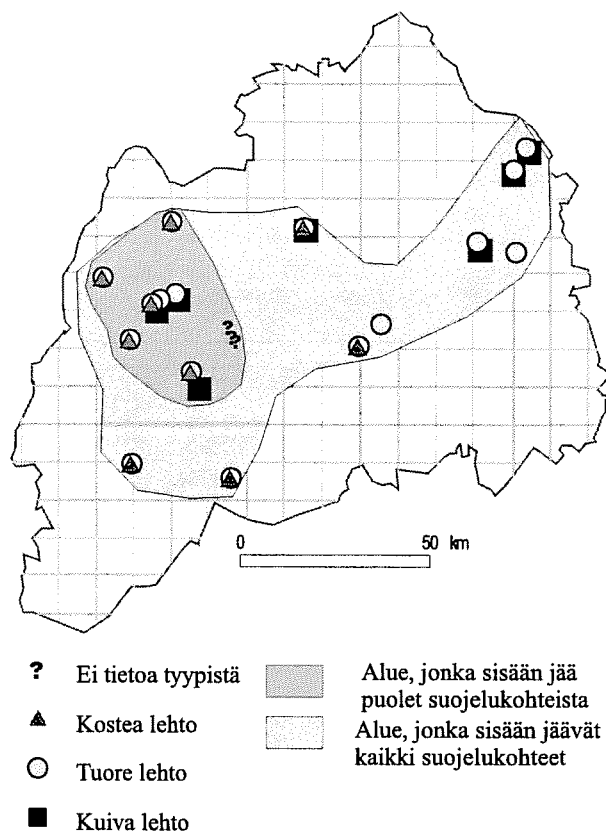 ? ? ?
0 50 km
? Ei tietoa tyypistä
Kostea lehto
Tuore lehto
Kuiva lehto
Alue, jonka sisään jää
puolet suojelukohteista
Alue, jonka sisään jäävät
kaikki suojelukohteet